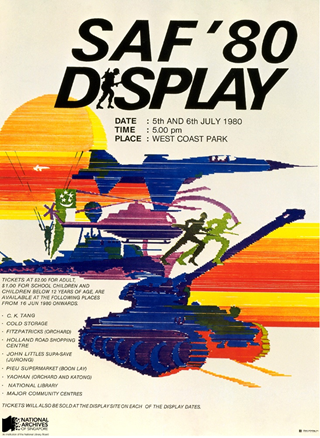 SAF '80
DISPLAY
DATE : 5th AND 6th JULY 1980
TIME : 5.00 pm
PLACE : WEST COAST PARK
TICKETS AT $2.00 FOR ADULT,
$1.00 FOR SCHOOL CHILDREN AND
CHILDREN BELOW 12 YEARS OF AGE, ARE
AVAILABLE AT THE FOLLOWING PLACES
FROM 16 JUN 1980 ONWARDS.
- C. K. TANG
- COLD STORAGE
- FITZPATRICKS (ORCHARD)
- HOLLAND ROAD SHOPPING
CENTRE
- JOHN LITTLES SUPA-SAVE
(JURONG)
- PIEU SUPERMARKET (BOON LAY)
- YAOHAN (ORCHARD AND KATONG)
- NATIONAL LIBRARY
- MAJOR COMMUNITY CENTRES
TICKETS WILL ALSO BE SOLD AT THE DISPLAY SITE ON EACH OF THE DISPLAY DATES.
NATIONAL
ARCHIVES
OF SINGAPORE